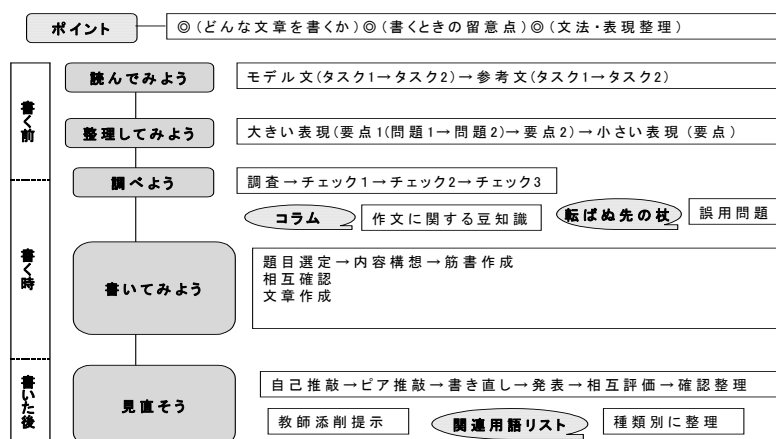 ポイント
◎(どんな文章を書くか)◎(書くときの留意点)◎(文法・表現整理)
書く前
読んでみよう
モデル文(タスク1→タスク2)→参考文(タスク1→タスク2)
整理してみよう
大きい表現(要点1(問題1→問題2)→要点2)→小さい表現(要点)
調べよう
調査→チェック1→チェック2→チェック3
コラム
作文に関する豆知識
転ばぬ先の杖
誤用問題
書く時
書いてみよう
題目選定→内容構想→筋書作成
相互確認
文章作成
書いた後
見直そう
自己推敲→ピア推敲→書き直し→発表→相互評価→確認整理
教師添削提示
関連用語リスト
種類別に整理